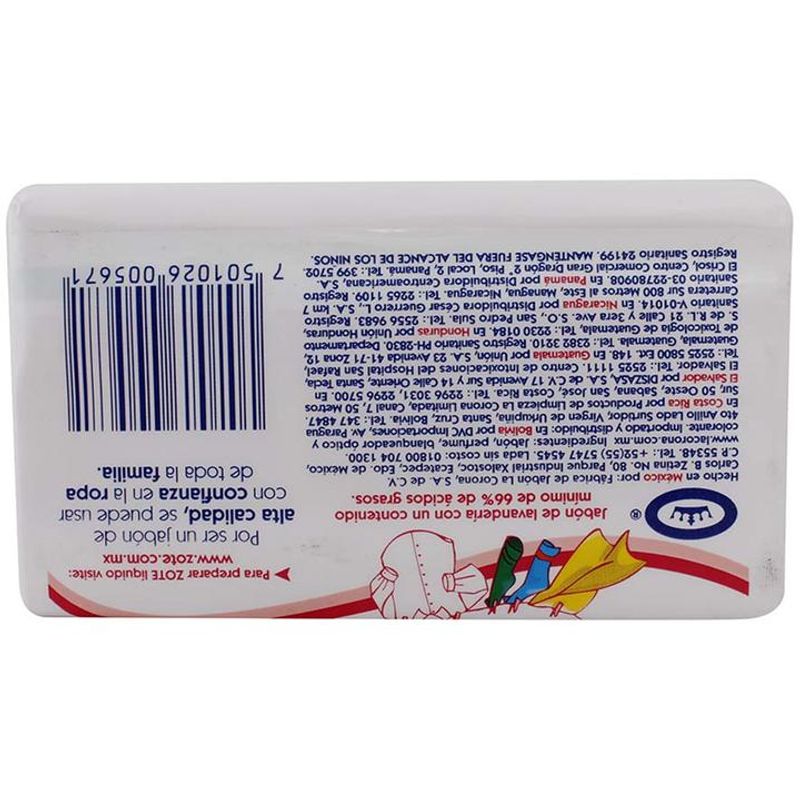 ➤ Para preparar ZOTE líquido visite:
www.zote.com.mx
Por ser un jabón de
alta calidad, se puede usar
con confianza en la ropa
de toda la familia.
7 501026 005671
®
Jabón de lavandería con un contenido
mínimo de 66% de ácidos grasos.
Hecho en México por: Fábrica de Jabón La Corona, S.A. de C.V.
Carlos B. Zetina No. 80, Parque Industrial Xalostoc, Ecatepec, Edo. de México,
C.P. 55348. Tel.: +52(55) 5747 4545. Lada sin costo: 01800 704 1300.
www.lacorona.com.mx Ingredientes: Jabón, perfume, blanqueador óptico y
colorante. Importado y distribuido: En Bolivia por DVC Importaciones, Av. Paraguay,
4to Anillo Lado Surtidor, Virgen de Urkupiña, Santa Cruz, Bolivia. Tel.: 347 4847.
En Costa Rica por Productos de Limpieza La Corona Limitada, Canal 7, 50 Metros
Sur, 50 Oeste, Sabana, San José, Costa Rica. Tel.: 2296 3031, 2296 5700. En
El Salvador por DIZASA, S.A. de C.V. 17 Avenida Sur y 14 Calle Oriente, Santa Tecla,
El Salvador. Tel.: 2525 1111. Centro de Intoxicaciones del Hospital San Rafael,
Tel.: 2525 5800 Ext. 148. En Guatemala por Unión, S.A. 23 Avenida 41-71 Zona 12,
Guatemala, Guatemala. Tel.: 2382 3210. Registro Sanitario PH-2830. Departamento
de Toxicología de Guatemala, Tel.: 2230 0184. En Honduras por Unión Honduras,
S. de R.L. 21 Calle y 3era Ave. S.O., San Pedro Sula. Tel.: 2556 9683. Registro
Sanitario V-01014. En Nicaragua por Distribuidora César Guerrero L., S.A. km 7
Carretera Sur 800 Metros al Este, Managua, Nicaragua. Tel.: 2265 1109. Registro
Sanitario 03-22-0780908. En Panamá por Distribuidora Centroamericana, S.A.
El Crisol, Centro Comercial Gran Dragón 2° Piso, Local 2, Panamá. Tel.: 399 5702.
Registro Sanitario 24199. MANTÉNGASE FUERA DEL ALCANCE DE LOS NIÑOS.